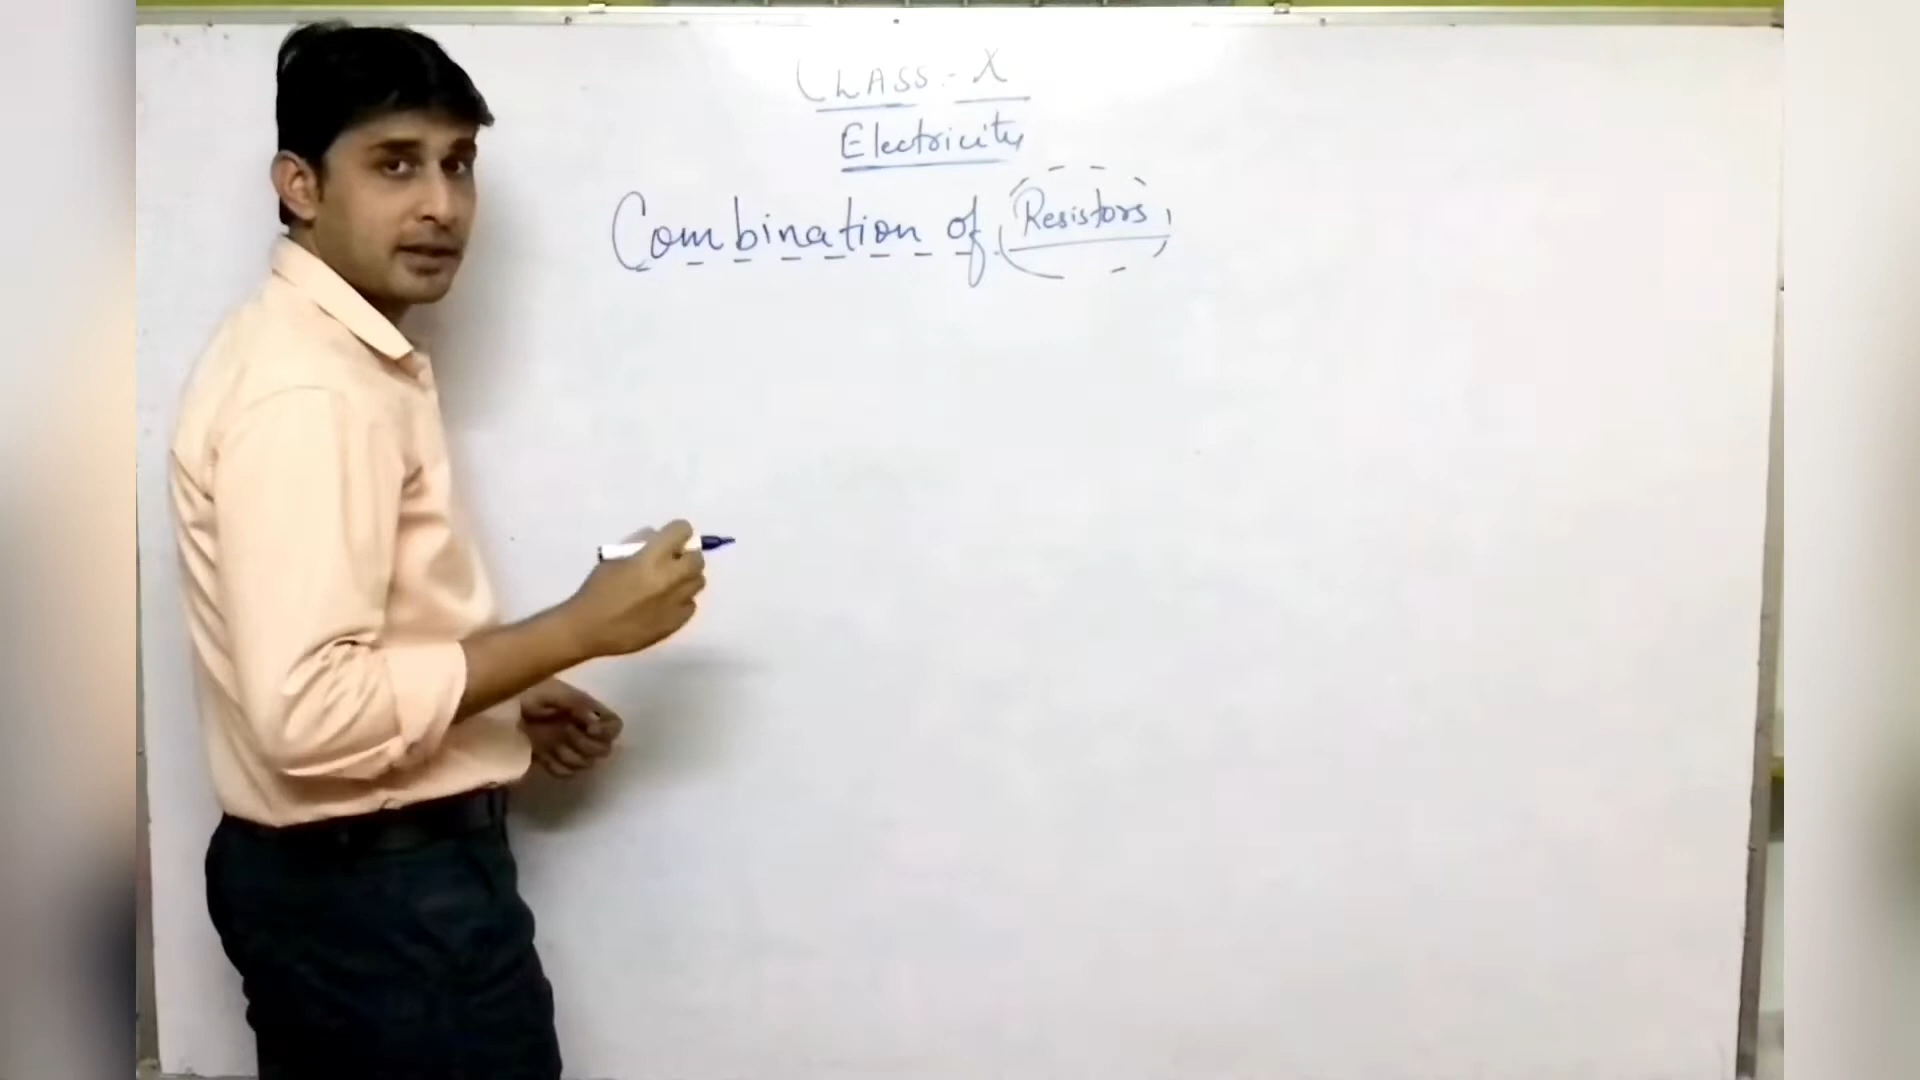 CLASS:- X
Electricity
Combination of Resistors